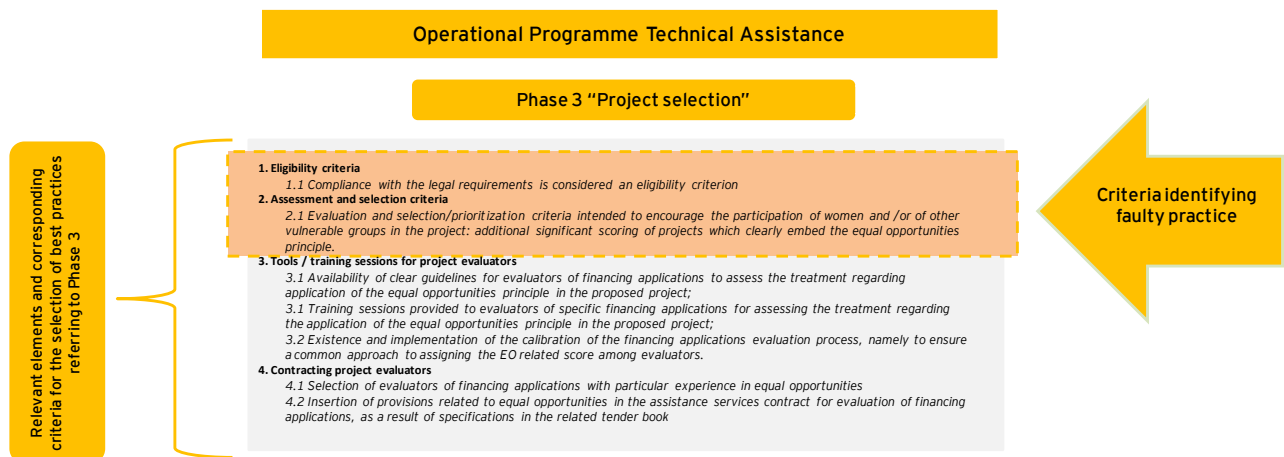 Operational Programme Technical Assistance
Phase 3 “Project selection”
Relevant elements and corresponding
criteria for the selection of best practices
referring to Phase 3
1. Eligibility criteria
1.1 Compliance with the legal requirements is considered an eligibility criterion
2. Assessment and selection criteria
2.1 Evaluation and selection/prioritization criteria intended to encourage the participation of women and /or of other
vulnerable groups in the project: additional significant scoring of projects which clearly embed the equal opportunities
principle.
3. Tools / training sessions for project evaluators
3.1 Availability of clear guidelines for evaluators of financing applications to assess the treatment regarding
application of the equal opportunities principle in the proposed project;
3.1 Training sessions provided to evaluators of specific financing applications for assessing the treatment regarding
the application of the equal opportunities principle in the proposed project;
3.2 Existence and implementation of the calibration of the financing applications evaluation process, namely to ensure
a common approach to assigning the EO related score among evaluators.
4. Contracting project evaluators
4.1 Selection of evaluators of financing applications with particular experience in equal opportunities
4.2 Insertion of provisions related to equal opportunities in the assistance services contract for evaluation of financing
applications, as a result of specifications in the related tender book
Criteria identifying
faulty practice